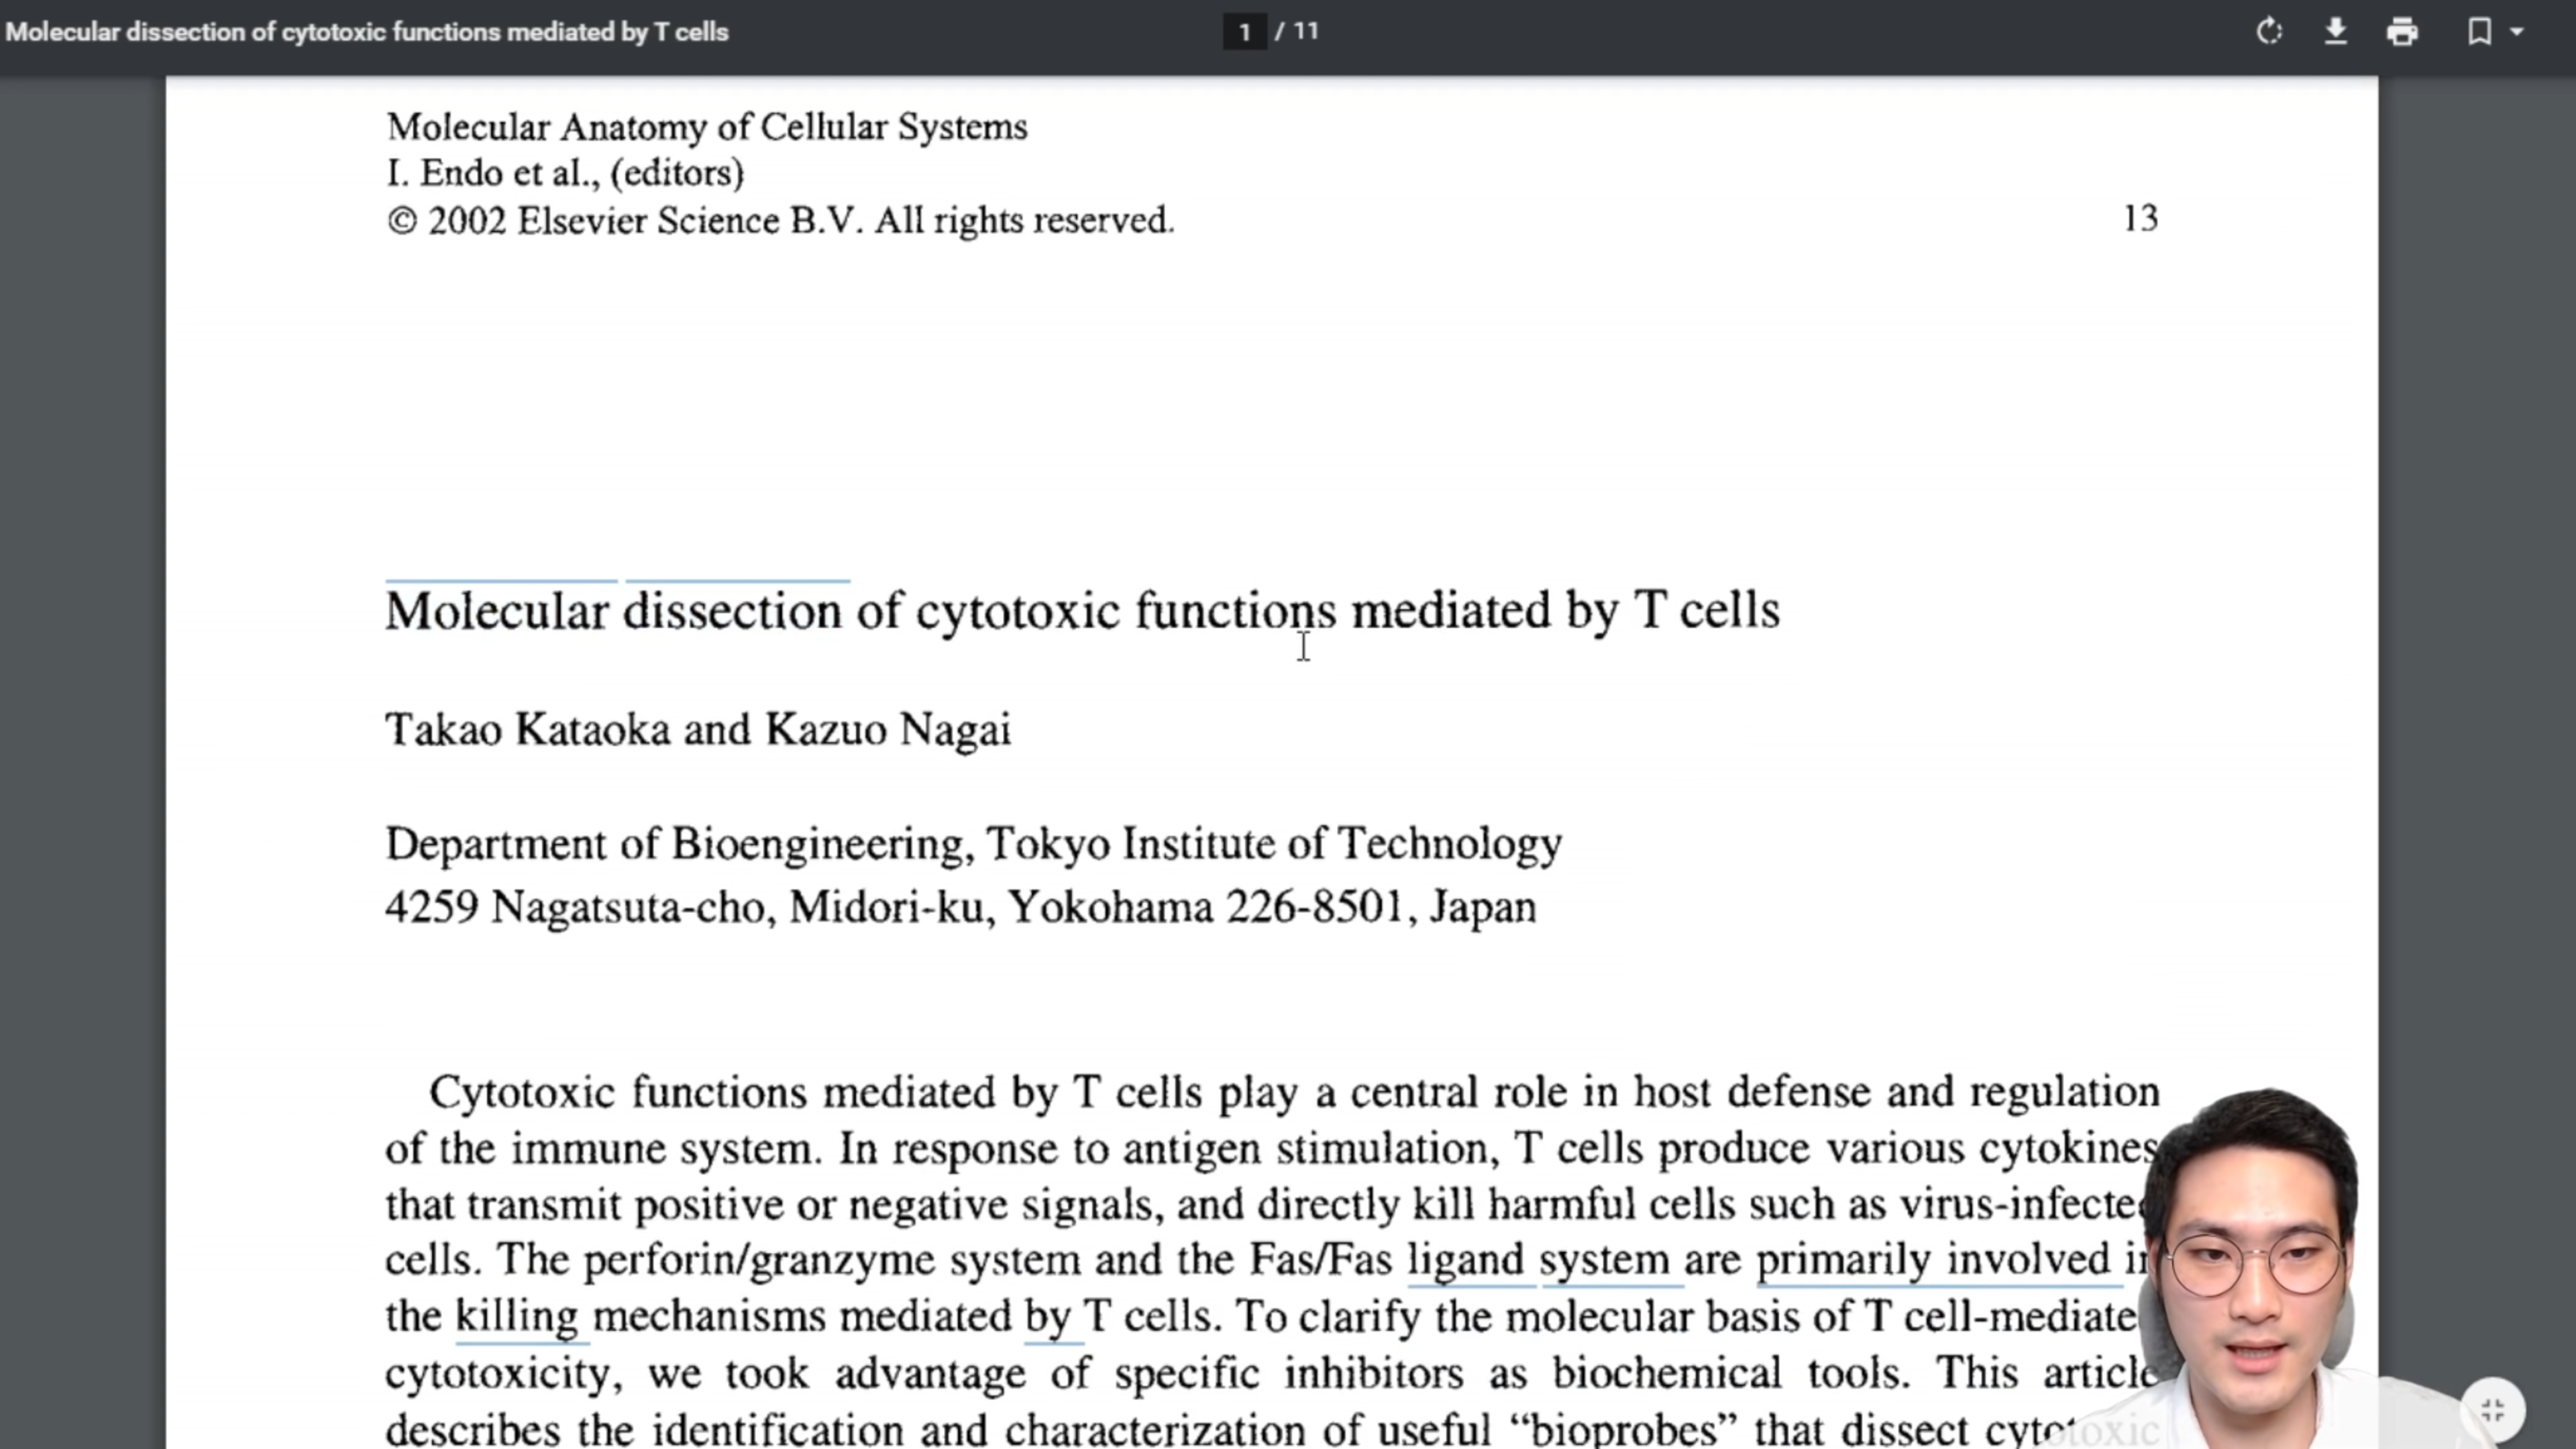 Molecular dissection of cytotoxic functions mediated by T cells
1 / 11
Molecular Anatomy of Cellular Systems
I. Endo et al., (editors)
© 2002 Elsevier Science B.V. All rights reserved.
13
Molecular dissection of cytotoxic functions mediated by T cells
Takao Kataoka and Kazuo Nagai
Department of Bioengineering, Tokyo Institute of Technology
4259 Nagatsuta-cho, Midori-ku, Yokohama 226-8501, Japan
Cytotoxic functions mediated by T cells play a central role in host defense and regulation
of the immune system. In response to antigen stimulation, T cells produce various cytokines
that transmit positive or negative signals, and directly kill harmful cells such as virus-infected
cells. The perforin/granzyme system and the Fas/Fas ligand system are primarily involved in
the killing mechanisms mediated by T cells. To clarify the molecular basis of T cell-mediate
cytotoxicity, we took advantage of specific inhibitors as biochemical tools. This article
describes the identification and characterization of useful “bioprobes” that dissect cytotoxic